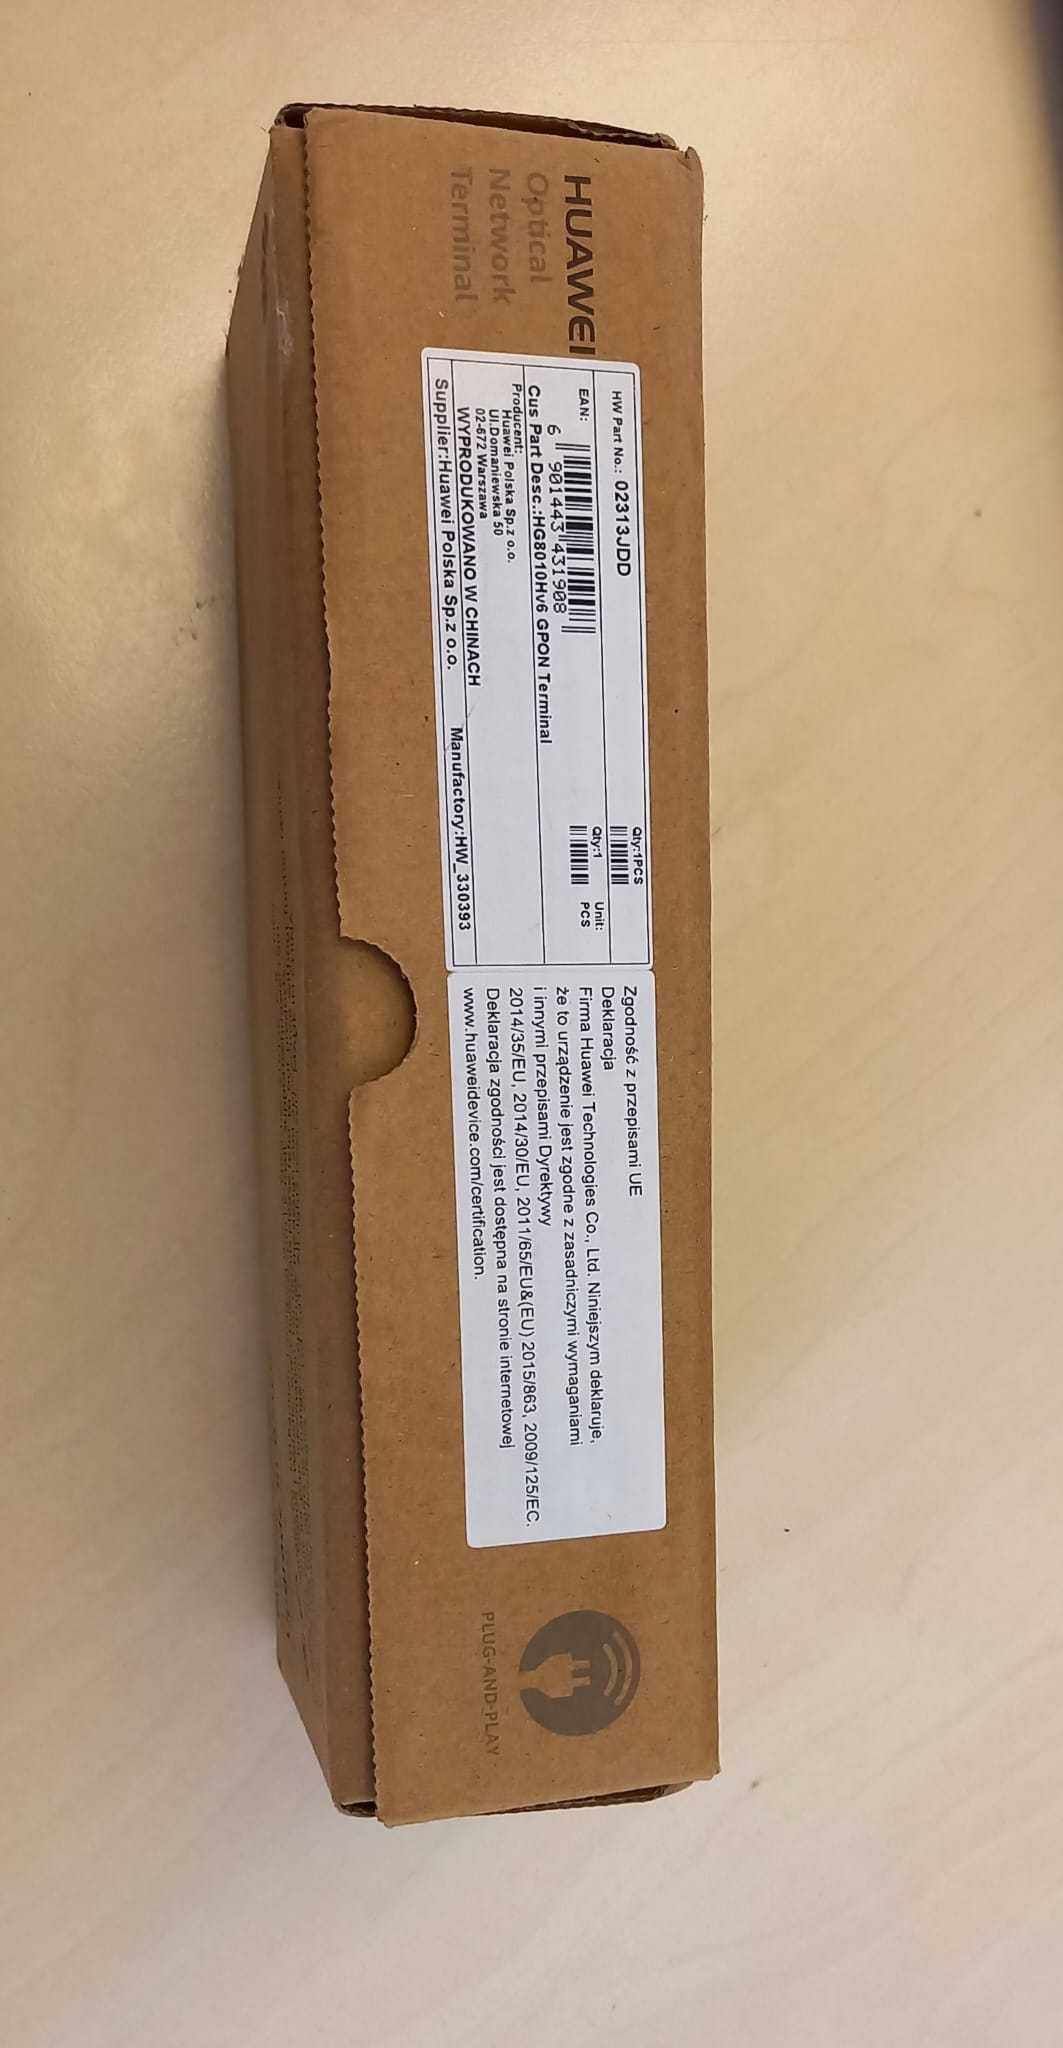 HUAWEI
Optical
Network
Terminal
HW Part No.: 02313JDD
Qty:1PCS
EAN:
6 901443 431908
Qty:1
Unit:
PCS
Cus Part Desc.:HG8010Hv6 GPON Terminal
Producent:
Huawei Polska Sp.z o.o.
Ul.Domaniewska 50
02-672 Warszawa
WYPRODUKOWANO W CHINACH
Supplier:Huawei Polska Sp.z o.o.
Manufactory:HW_330393
Zgodność z przepisami UE
Deklaracja
Firma Huawei Technologies Co., Ltd. Niniejszym deklaruje,
że to urządzenie jest zgodne z zasadniczymi wymaganiami
i innymi przepisami Dyrektywy
2014/35/EU, 2014/30/EU, 2011/65/EU&(EU) 2015/863, 2009/125/EC.
Deklaracja zgodności jest dostępna na stronie internetowej
www.huaweidevice.com/certification.
PLUG-AND-PLAY